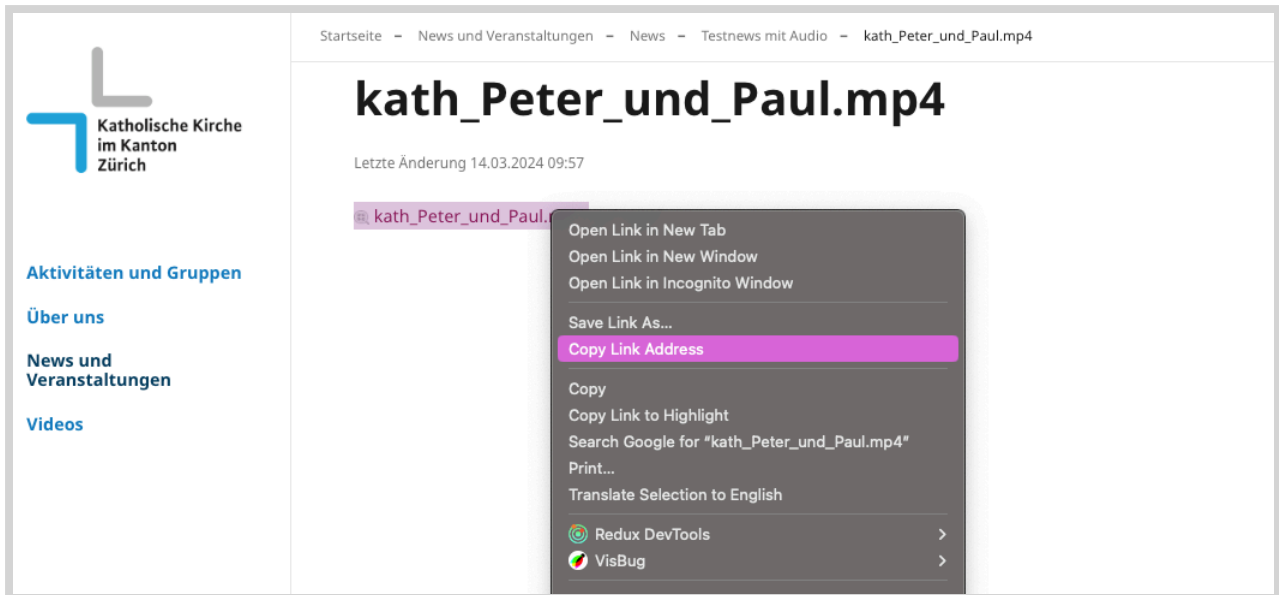 Startseite – News und Veranstaltungen – News – Testnews mit Audio – kath_Peter_und_Paul.mp4
Katholische Kirche
im Kanton
Zürich
Aktivitäten und Gruppen
Über uns
News und
Veranstaltungen
Videos
kath_Peter_und_Paul.mp4
Letzte Änderung 14.03.2024 09:57
kath_Peter_und_Paul.
Open Link in New Tab
Open Link in New Window
Open Link in Incognito Window
Save Link As...
Copy Link Address
Copy
Copy Link to Highlight
Search Google for “kath_Peter_und_Paul.mp4”
Print...
Translate Selection to English
Redux DevTools
VisBug